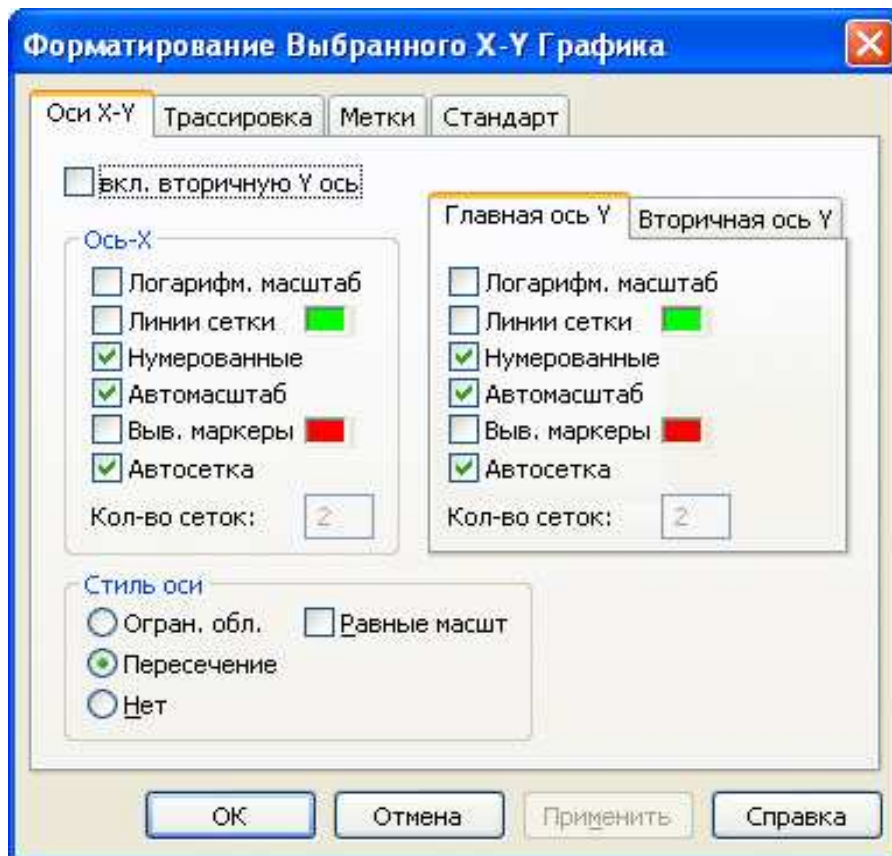 Форматирование Выбранного X-Y Графика
Оси X-Y
Трассировка
Метки
Стандарт
вкл. вторичную Y ось
Ось-X
Логарифм. масштаб
Линии сетки
Нумерованные
Автомасштаб
Выв. маркеры
Автосетка
Кол-во сеток:
2
Главная ось Y
Вторичная ось Y
Логарифм. масштаб
Линии сетки
Нумерованные
Автомасштаб
Выв. маркеры
Автосетка
Кол-во сеток:
2
Стиль оси
Огран. обл.
Равные масшт
Пересечение
Нет
ОК
Отмена
Применить
Справка